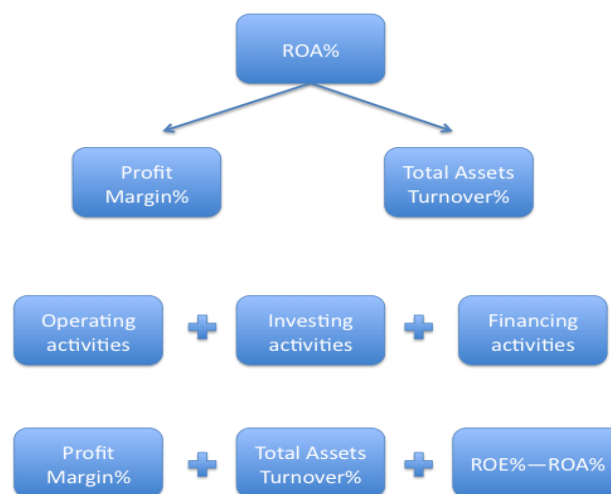 ROA%
Profit
Margin%
Total Assets
Turnover%
Operating
activities
Investing
activities
Financing
activities
Profit
Margin%
Total Assets
Turnover%
ROE%—ROA%